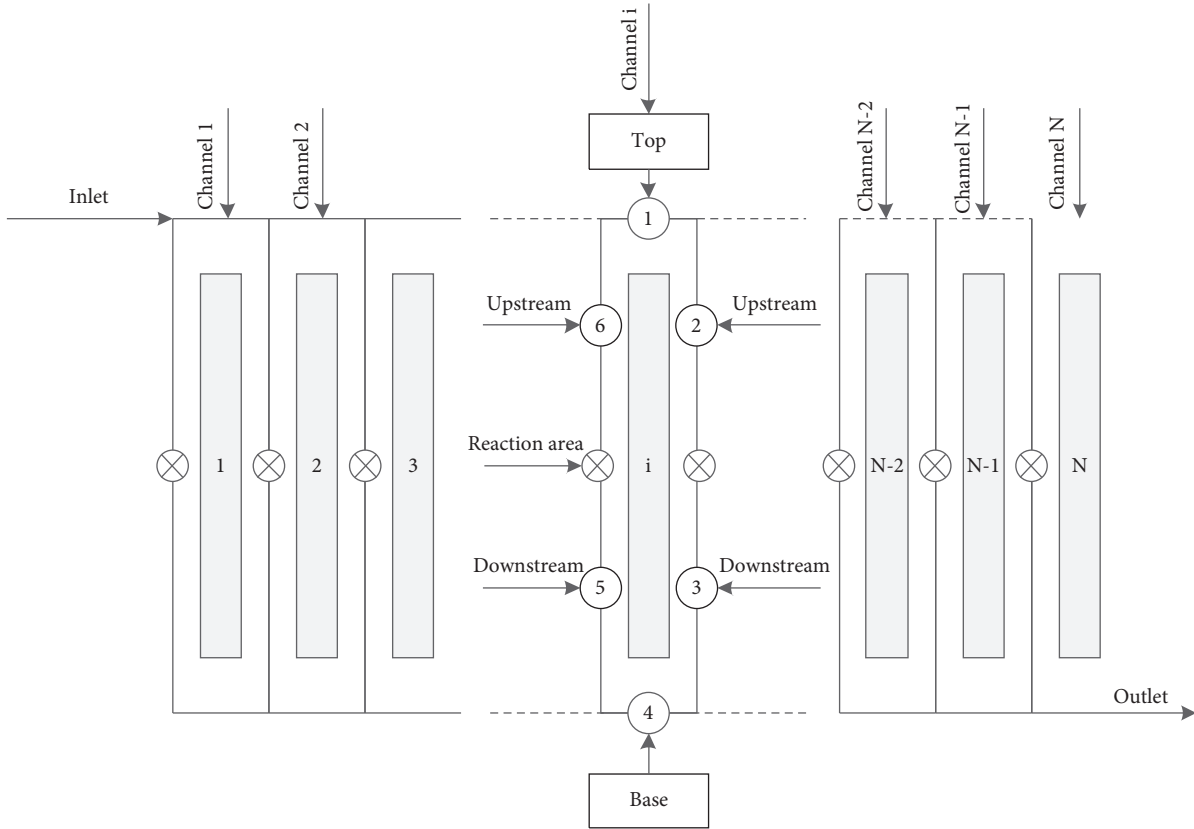 Channel i
Top
Channel 1
Channel 2
Channel N-2
Channel N-1
Channel N
Inlet
1
Upstream
6
2
Upstream
Reaction area
1
2
3
i
N-2
N-1
N
Downstream
5
3
Downstream
4
Outlet
Base